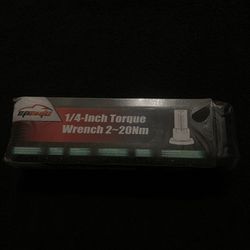 1/4-Inch Torque
Wrench 2~20Nm